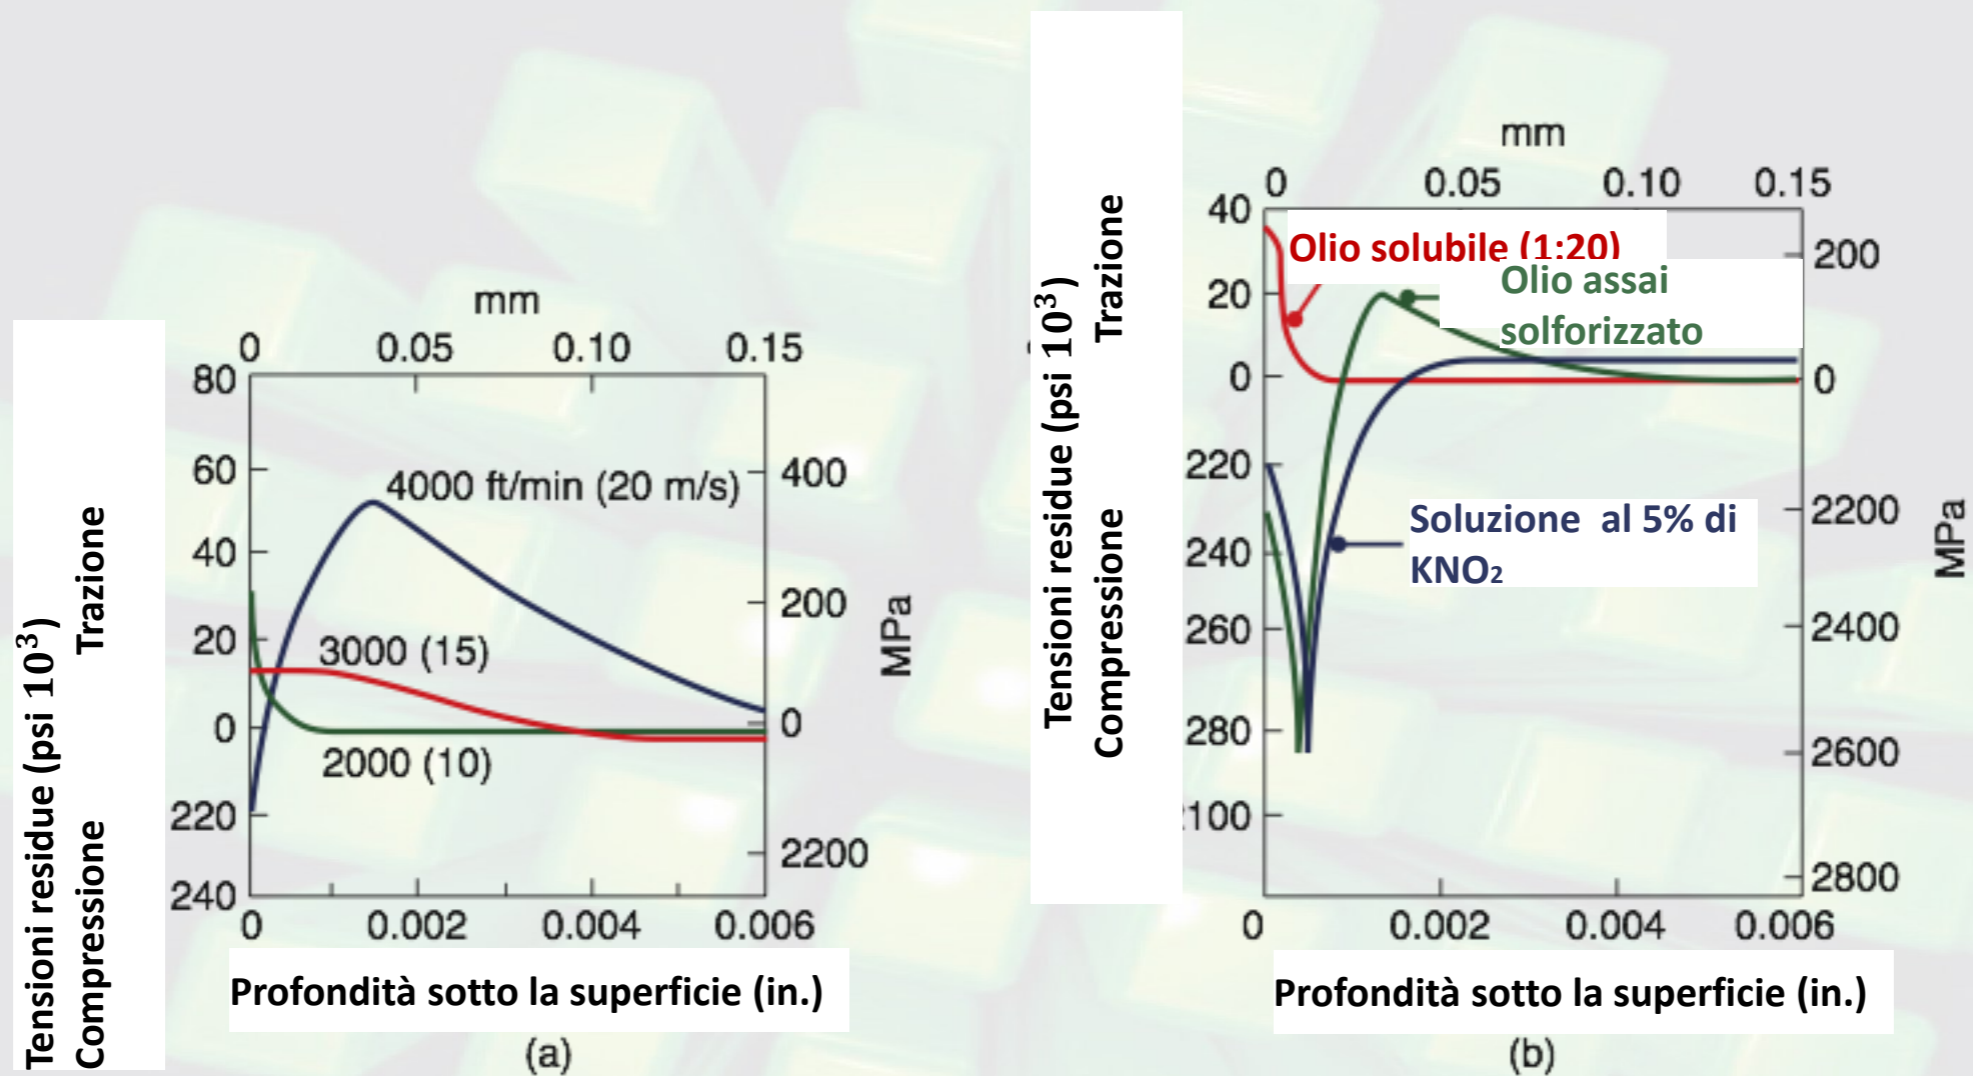 mm
0 0.05 0.10 0.15
80
60
40
20
0
220
240
400
200
0
2200
MPa
4000 ft/min (20 m/s)
3000 (15)
2000 (10)
0 0.002 0.004 0.006
Tensioni residue (psi 10³)
Compressione Trazione
Profondità sotto la superficie (in.)
(a)
mm
0 0.05 0.10 0.15
40
20
0
220
240
260
280
2100
200
0
2200
2400
2600
2800
MPa
Olio solubile (1:20)
Olio assai
solforizzato
Soluzione al 5% di
KNO₂
0 0.002 0.004 0.006
Tensioni residue (psi 10³)
Compressione Trazione
Profondità sotto la superficie (in.)
(b)